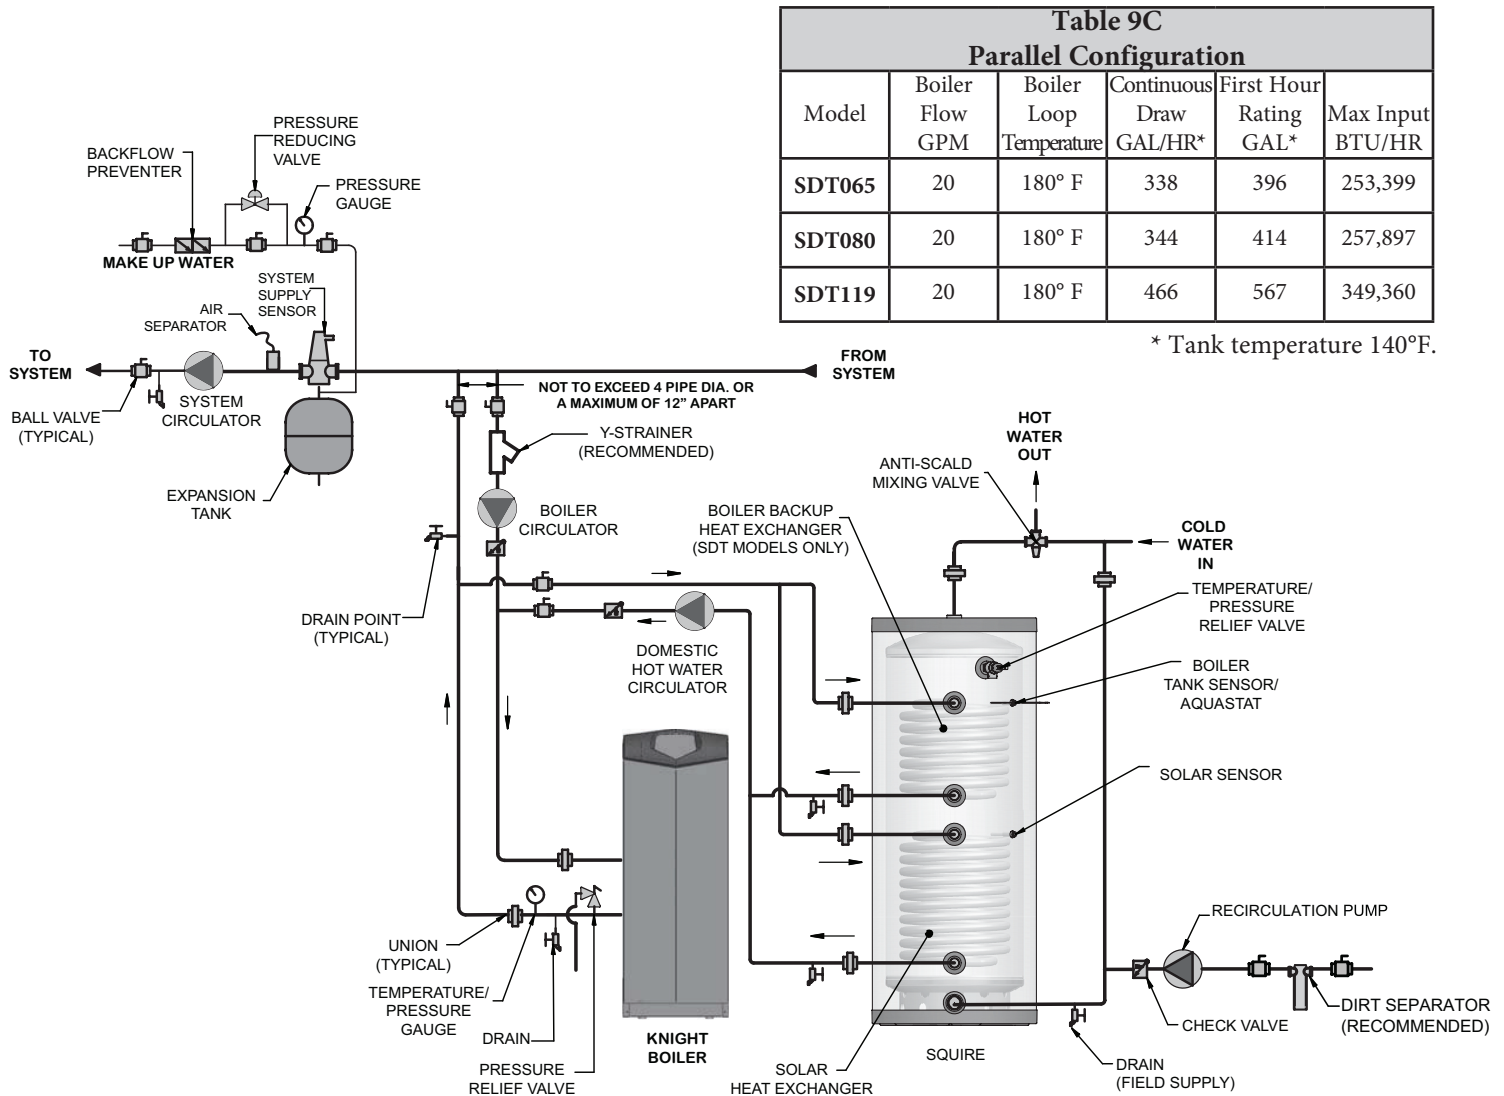 Table 9C
Parallel Configuration
Model
Boiler
Flow
GPM
Boiler
Loop
Temperature
Continuous
Draw
GAL/HR*
First Hour
Rating
GAL*
Max Input
BTU/HR
SDT065 20 180° F 338 396 253,399
SDT080 20 180° F 344 414 257,897
SDT119 20 180° F 466 567 349,360
* Tank temperature 140°F.
PRESSURE
REDUCING
VALVE
BACKFLOW
PREVENTER
PRESSURE
GAUGE
MAKE UP WATER
SYSTEM
SUPPLY
SENSOR
AIR
SEPARATOR
TO
SYSTEM
FROM
SYSTEM
NOT TO EXCEED 4 PIPE DIA. OR
A MAXIMUM OF 12” APART
SYSTEM
CIRCULATOR
BALL VALVE
(TYPICAL)
Y-STRAINER
(RECOMMENDED)
HOT
WATER
OUT
ANTI-SCALD
MIXING VALVE
EXPANSION
TANK
BOILER
CIRCULATOR
BOILER BACKUP
HEAT EXCHANGER
(SDT MODELS ONLY)
COLD
WATER
IN
TEMPERATURE/
PRESSURE
RELIEF VALVE
DRAIN POINT
(TYPICAL)
DOMESTIC
HOT WATER
CIRCULATOR
BOILER
TANK SENSOR/
AQUASTAT
SOLAR SENSOR
RECIRCULATION PUMP
UNION
(TYPICAL)
TEMPERATURE/
PRESSURE
GAUGE
DRAIN
PRESSURE
RELIEF VALVE
KNIGHT
BOILER
SOLAR
HEAT EXCHANGER
SQUIRE
DRAIN
(FIELD SUPPLY)
CHECK VALVE
DIRT SEPARATOR
(RECOMMENDED)